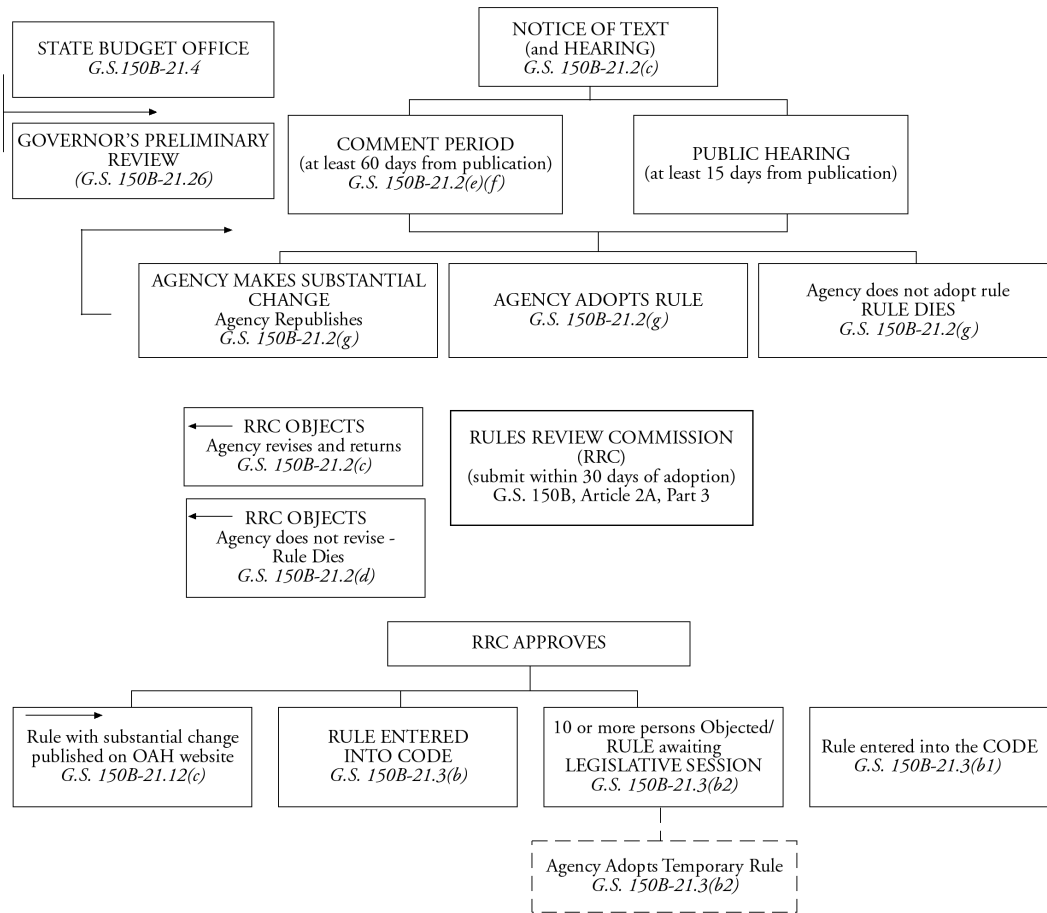 STATE BUDGET OFFICE
G.S.150B-21.4
NOTICE OF TEXT
(and HEARING)
G.S. 150B-21.2(c)
GOVERNOR’S PRELIMINARY
REVIEW
(G.S. 150B-21.26)
COMMENT PERIOD
(at least 60 days from publication)
G.S. 150B-21.2(e)(f)
PUBLIC HEARING
(at least 15 days from publication)
AGENCY MAKES SUBSTANTIAL
CHANGE
Agency Republishes
G.S. 150B-21.2(g)
AGENCY ADOPTS RULE
G.S. 150B-21.2(g)
Agency does not adopt rule
RULE DIES
G.S. 150B-21.2(g)
RRC OBJECTS
Agency revises and returns
G.S. 150B-21.2(c)
RULES REVIEW COMMISSION
(RRC)
(submit within 30 days of adoption)
G.S. 150B, Article 2A, Part 3
RRC OBJECTS
Agency does not revise -
Rule Dies
G.S. 150B-21.2(d)
RRC APPROVES
Rule with substantial change
published on OAH website
G.S. 150B-21.12(c)
RULE ENTERED
INTO CODE
G.S. 150B-21.3(b)
10 or more persons Objected/
RULE awaiting
LEGISLATIVE SESSION
G.S. 150B-21.3(b2)
Rule entered into the CODE
G.S. 150B-21.3(b1)
Agency Adopts Temporary Rule
G.S. 150B-21.3(b2)